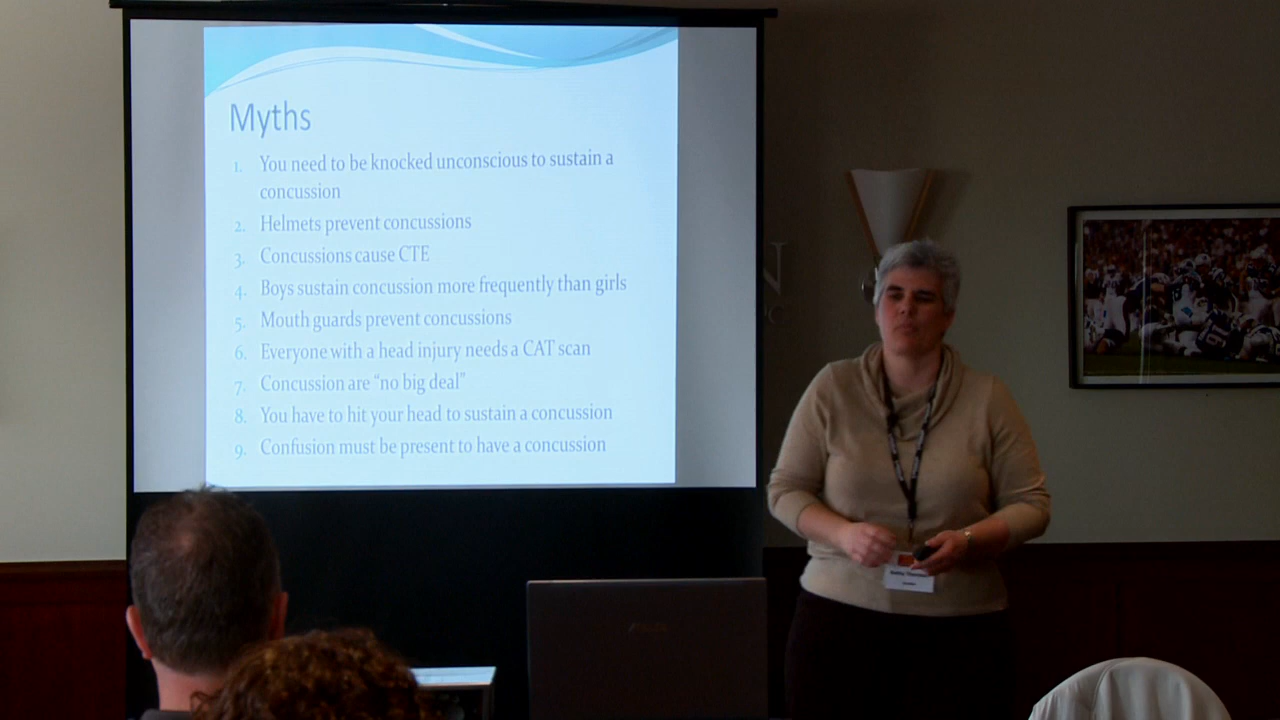 Myths
1. You need to be knocked unconscious to sustain a
concussion
2. Helmets prevent concussions
3. Concussions cause CTE
4. Boys sustain concussion more frequently than girls
5. Mouth guards prevent concussions
6. Everyone with a head injury needs a CAT scan
7. Concussion are “no big deal”
8. You have to hit your head to sustain a concussion
9. Confusion must be present to have a concussion